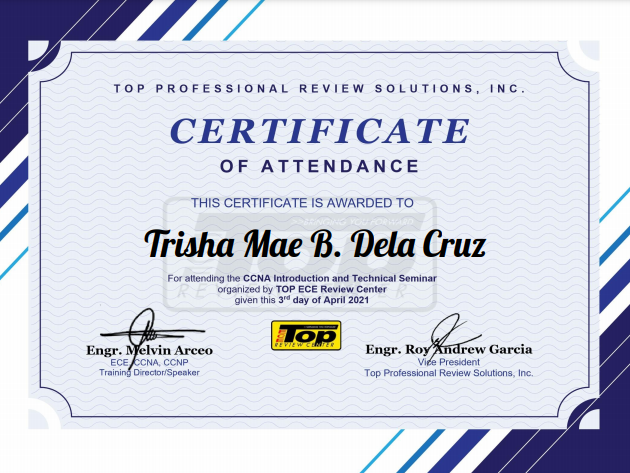 TOP PROFESSIONAL REVIEW SOLUTIONS, INC.
CERTIFICATE
OF ATTENDANCE
THIS CERTIFICATE IS AWARDED TO
Trisha Mae B. Dela Cruz
For attending the CCNA Introduction and Technical Seminar
organized by TOP ECE Review Center
given this 3rd day of April 2021
Top
REVIEW CENTER
Engr. Melvin Arceo
ECE, CCNA, CCNP
Training Director/Speaker
Engr. Roy Andrew Garcia
Vice President
Top Professional Review Solutions, Inc.